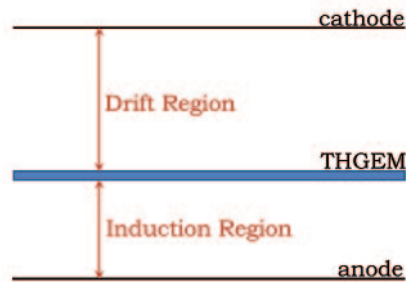 cathode
Drift Region
THGEM
Induction Region
anode